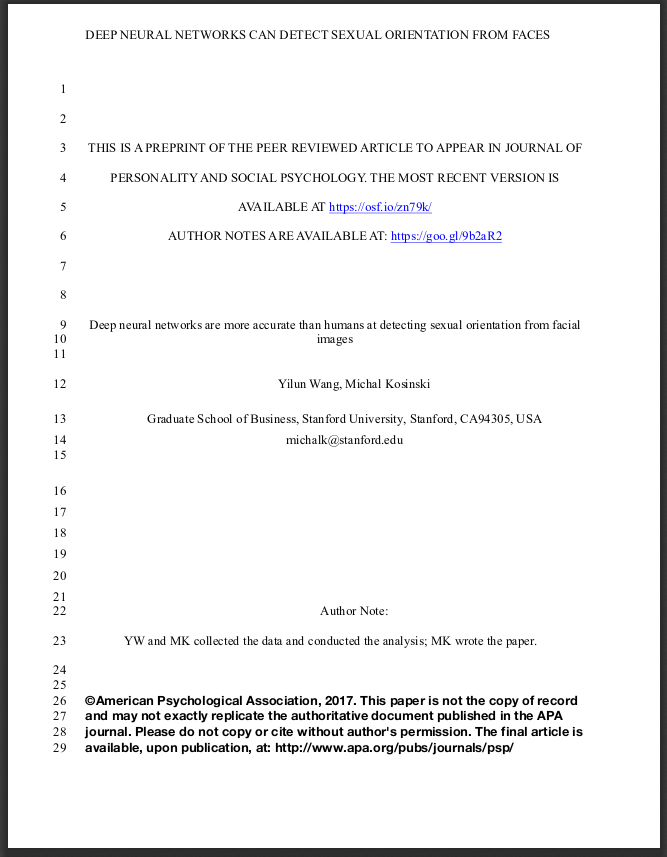 DEEP NEURAL NETWORKS CAN DETECT SEXUAL ORIENTATION FROM FACES
1
2
3 THIS IS A PREPRINT OF THE PEER REVIEWED ARTICLE TO APPEAR IN JOURNAL OF
4 PERSONALITY AND SOCIAL PSYCHOLOGY. THE MOST RECENT VERSION IS
5 AVAILABLE AT https://osf.io/zn79k/
6 AUTHOR NOTES ARE AVAILABLE AT: https://goo.gl/9b2aR2
7
8
9 Deep neural networks are more accurate than humans at detecting sexual orientation from facial
10 images
11
12 Yilun Wang, Michal Kosinski
13 Graduate School of Business, Stanford University, Stanford, CA94305, USA
14 michalk@stanford.edu
15
16
17
18
19
20
21
22 Author Note:
23 YW and MK collected the data and conducted the analysis; MK wrote the paper.
24
25
26 ©American Psychological Association, 2017. This paper is not the copy of record
27 and may not exactly replicate the authoritative document published in the APA
28 journal. Please do not copy or cite without author's permission. The final article is
29 available, upon publication, at: http://www.apa.org/pubs/journals/psp/